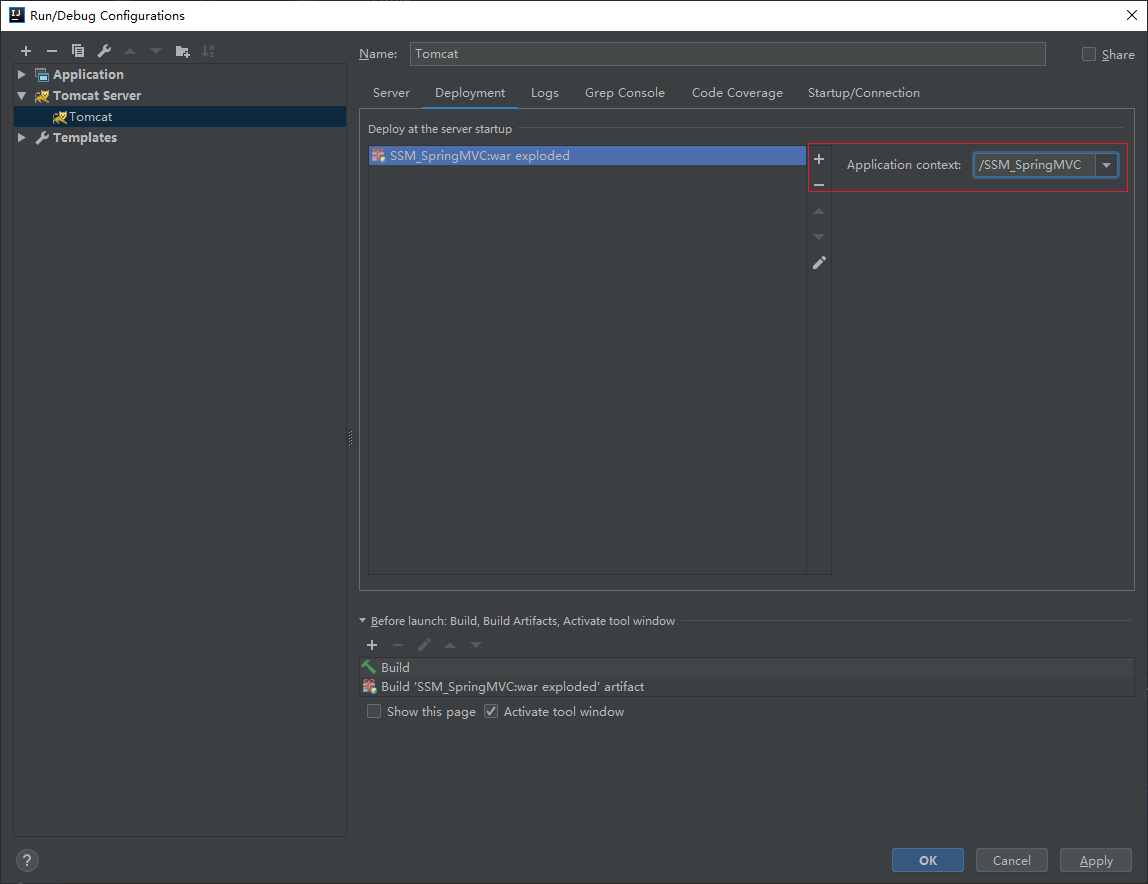 Run/Debug Configurations
Name: Tomcat
Share
Application
Tomcat Server
Tomcat
Templates
Server Deployment Logs Grep Console Code Coverage Startup/Connection
Deploy at the server startup
SSM_SpringMVC:war exploded
Application context: /SSM_SpringMVC
Before launch: Build, Build Artifacts, Activate tool window
Build
Build 'SSM_SpringMVC:war exploded' artifact
Show this page Activate tool window
? OK Cancel Apply